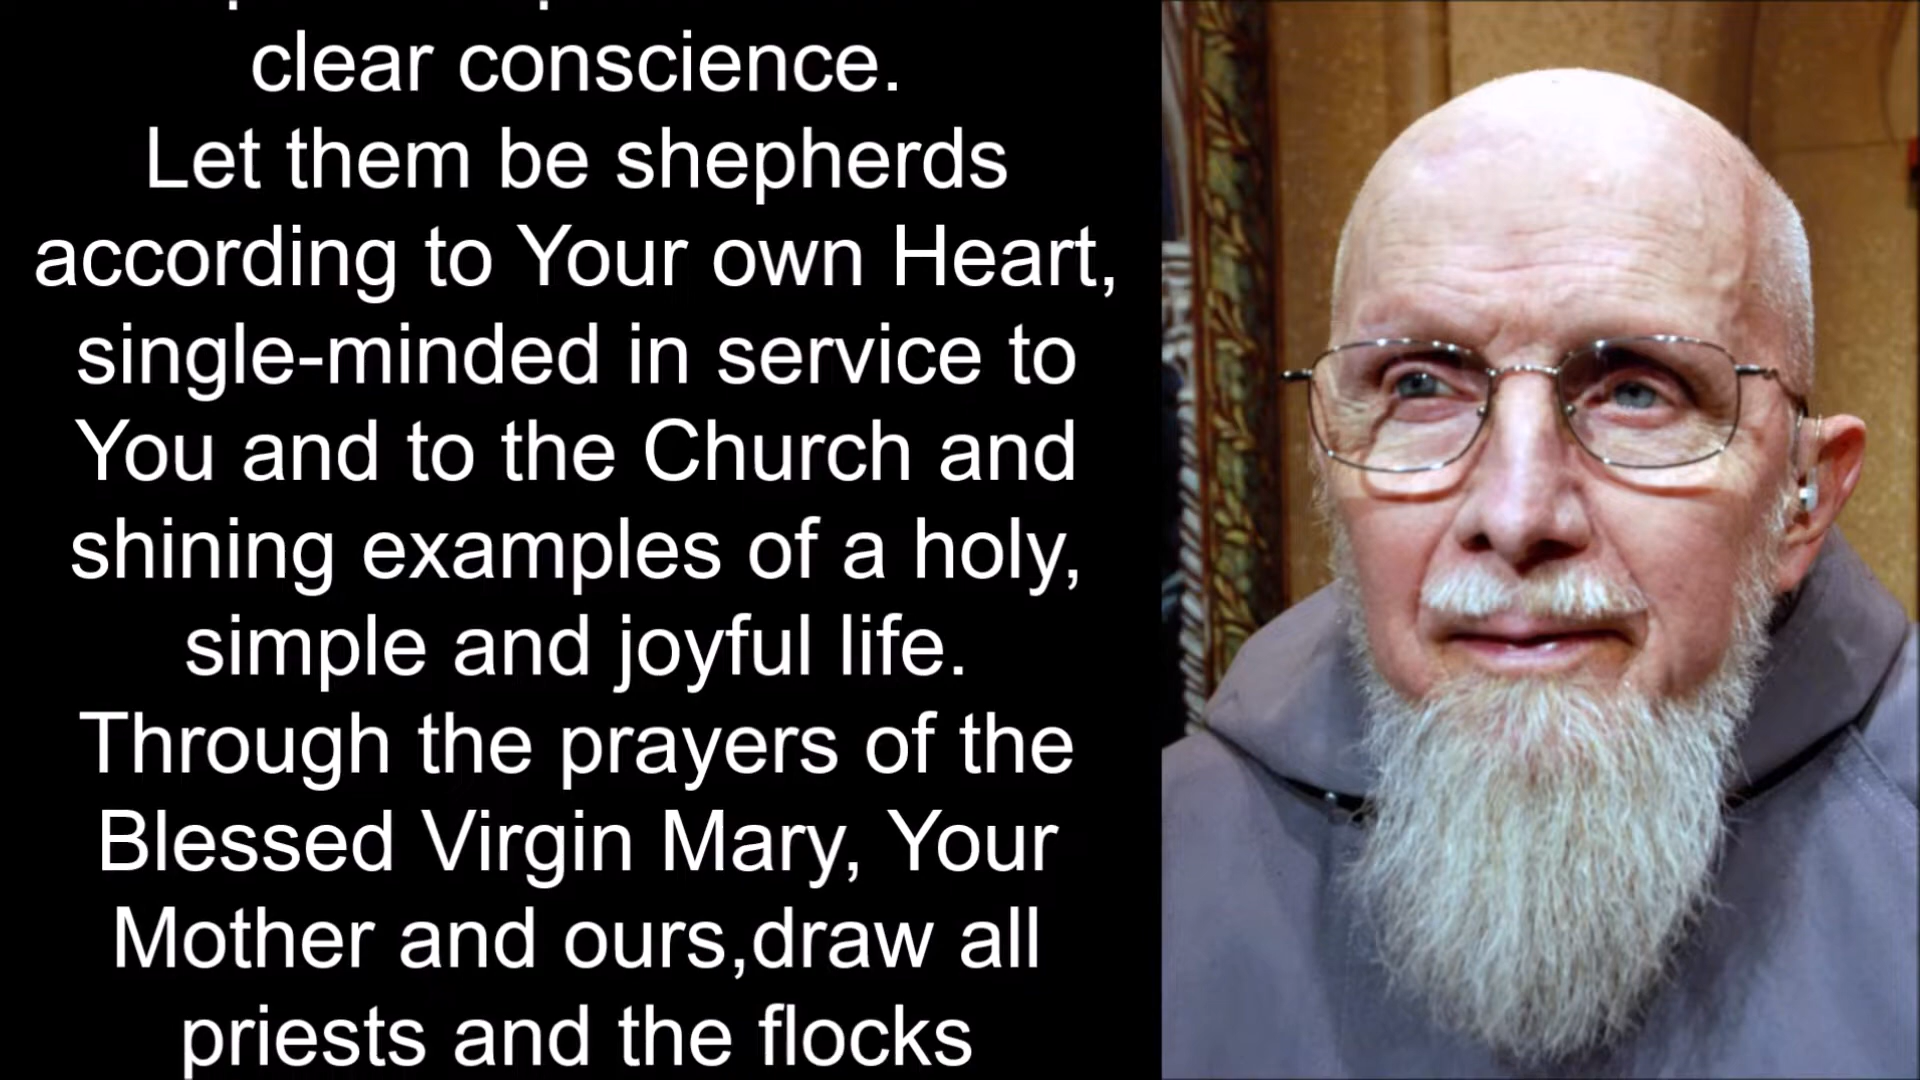 clear conscience.
Let them be shepherds
according to Your own Heart,
single-minded in service to
You and to the Church and
shining examples of a holy,
simple and joyful life.
Through the prayers of the
Blessed Virgin Mary, Your
Mother and ours,draw all
priests and the flocks